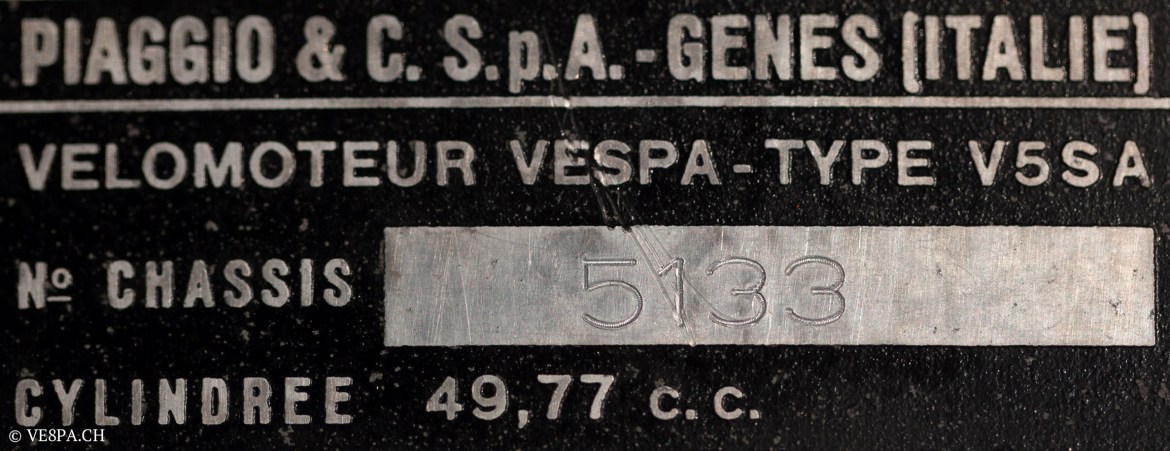 PIAGGIO & C. S.p.A.-GENES (ITALIE)
VELOMOTEUR VESPA-TYPE V5SA
Nº CHASSIS 5133
CYLINDREE 49,77 c.c.
© VE8PA.CH